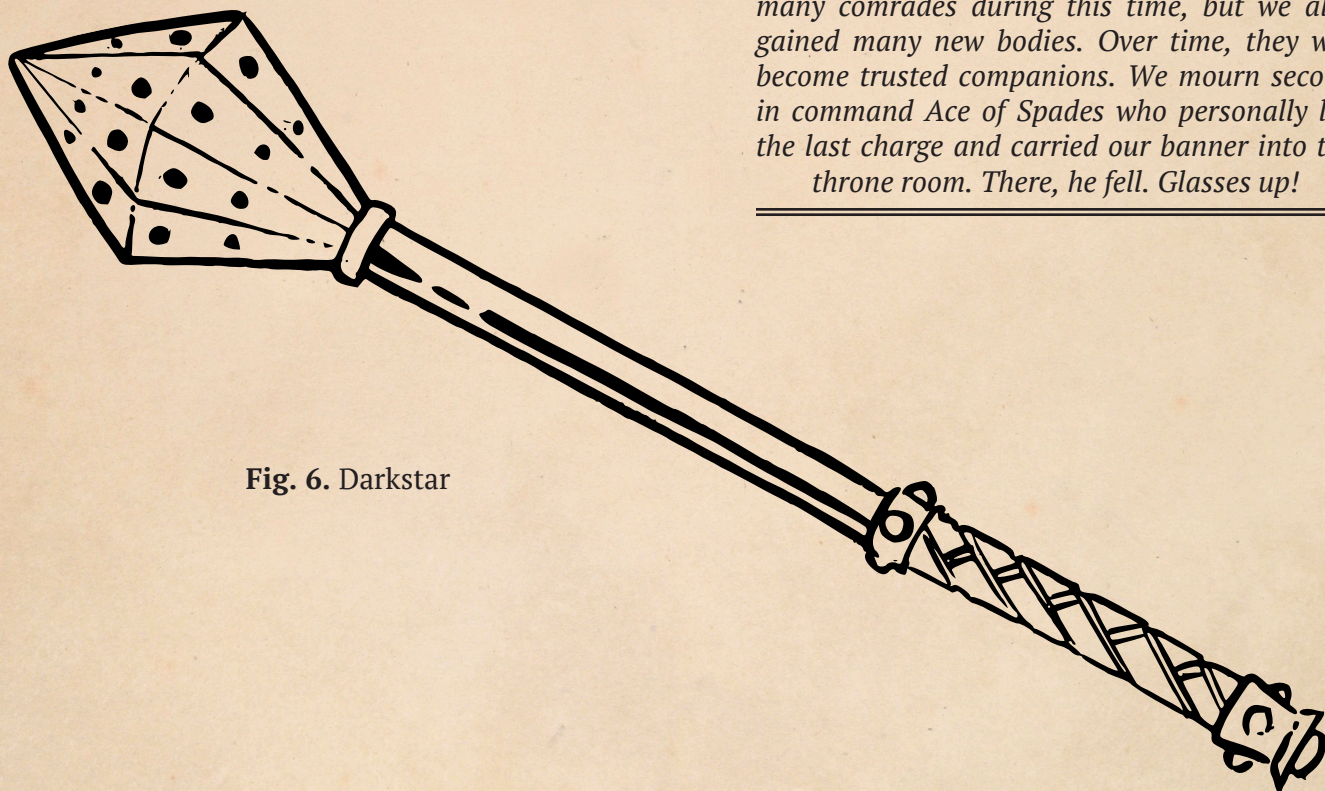 many comrades during this time, but we al
gained many new bodies. Over time, they w
become trusted companions. We mourn seco
in command Ace of Spades who personally l
the last charge and carried our banner into t
throne room. There, he fell. Glasses up!
Fig. 6. Darkstar